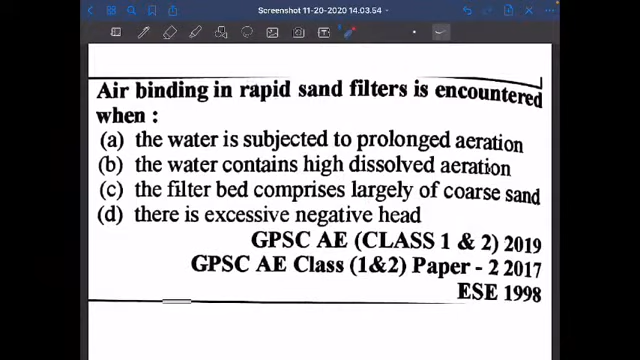 Screenshot 11-20-2020 14.03.54
Air binding in rapid sand filters is encountered
when :
(a) the water is subjected to prolonged aeration
(b) the water contains high dissolved aeration
(c) the filter bed comprises largely of coarse sand
(d) there is excessive negative head
GPSC AE (CLASS 1 & 2) 2019
GPSC AE Class (1&2) Paper - 2 2017
ESE 1998